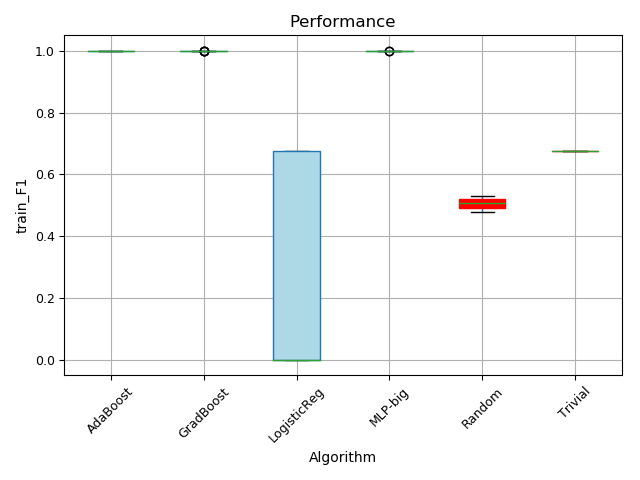 Performance
train_F1
1.0
0.8
0.6
0.4
0.2
0.0
AdaBoost
GradBoost
LogisticReg
MLP-big
Random
Trivial
Algorithm